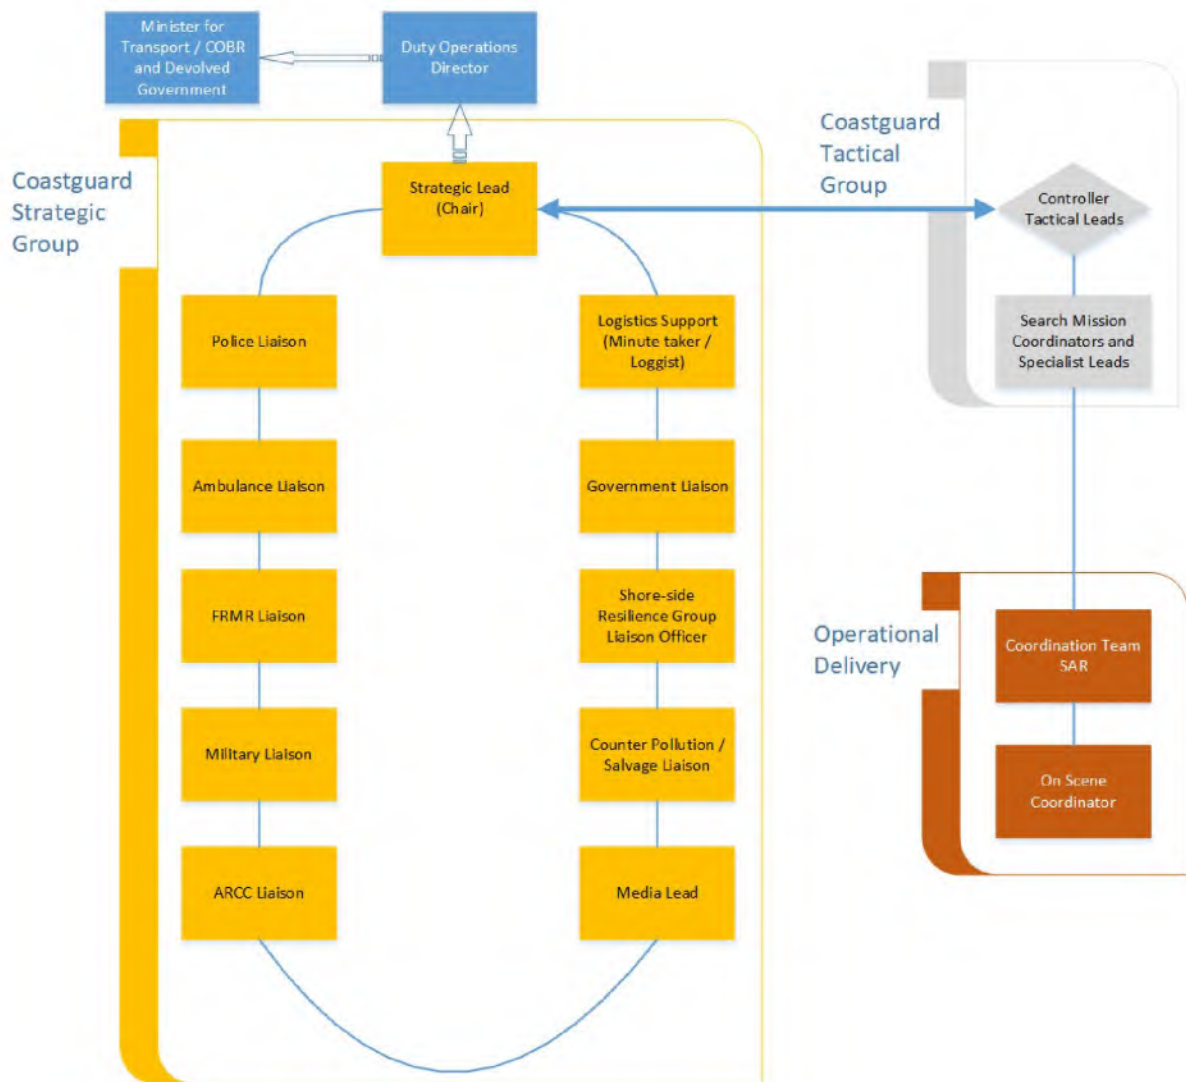 Minister for
Transport / COBR
and Devolved
Government
Duty Operations
Director
Coastguard
Strategic
Group
Strategic Lead
(Chair)
Police Liaison
Ambulance Liaison
FRMR Liaison
Military Liaison
ARCC Liaison
Logistics Support
(Minute taker /
Loggist)
Government Liaison
Shore-side
Resilience Group
Liaison Officer
Counter Pollution /
Salvage Liaison
Media Lead
Coastguard
Tactical
Group
Controller
Tactical Leads
Search Mission
Coordinators and
Specialist Leads
Operational
Delivery
Coordination Team
SAR
On Scene
Coordinator